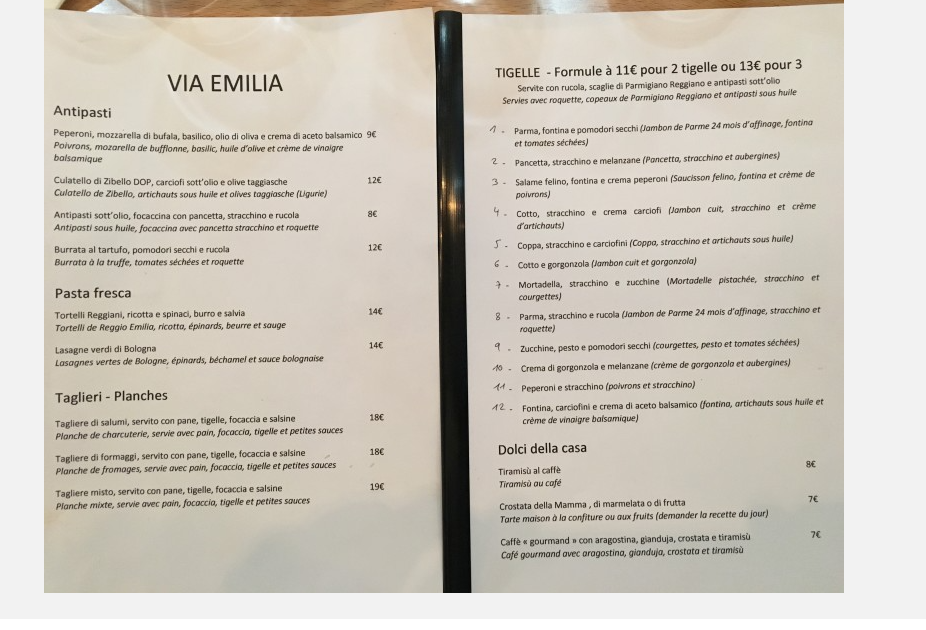 VIA EMILIA
Antipasti
Peperoni, mozzarella di bufala, basilico, olio di oliva e crema di aceto balsamico 9€
Poivrons, mozarella de bufflonne, basilic, huile d'olive et crème de vinaigre
balsamique
Culatello di Zibello DOP, carciofi sott'olio e olive taggiasche 12€
Culatello de Zibello, artichauts sous huile et olives taggiasche (Ligurie)
Antipasti sott'olio, focaccina con pancetta, stracchino e rucola 8€
Antipasti sous huile, focaccina avec pancetta stracchino et roquette
Burrata al tartufo, pomodori secchi e rucola 12€
Burrata à la truffe, tomates séchées et roquette
Pasta fresca
Tortelli Reggiani, ricotta e spinaci, burro e salvia 14€
Tortelli de Reggio Emilia, ricotta, épinards, beurre et sauge
Lasagne verdi di Bologna 14€
Lasagnes vertes de Bologne, épinards, béchamel et sauce bolognaise
Taglieri - Planches
Tagliere di salumi, servito con pane, tigelle, focaccia e salsine 18€
Planche de charcuterie, servie avec pain, focaccia, tigelle et petites sauces
Tagliere di formaggi, servito con pane, tigelle, focaccia e salsine 18€
Planche de fromages, servie avec pain, focaccia, tigelle et petites sauces
Tagliere misto, servito con pane, tigelle, focaccia e salsine 19€
Planche mixte, servie avec pain, focaccia, tigelle et petites sauces
TIGELLE - Formule à 11€ pour 2 tigelle ou 13€ pour 3
Servite con rucola, scaglie di Parmigiano Reggiano e antipasti sott'olio
Servies avec roquette, copeaux de Parmigiano Reggiano et antipasti sous huile
1 - Parma, fontina e pomodori secchi (Jambon de Parme 24 mois d'affinage, fontina
et tomates séchées)
2 - Pancetta, stracchino e melanzane (Pancetta, stracchino et aubergines)
3 - Salame felino, fontina e crema peperoni (Saucisson felino, fontina et crème de
poivrons)
4 - Cotto, stracchino e crema carciofi (Jambon cuit, stracchino et crème
d'artichauts)
5 - Coppa, stracchino e carciofini (Coppa, stracchino et artichauts sous huile)
6 - Cotto e gorgonzola (Jambon cuit et gorgonzola)
7 - Mortadella, stracchino e zucchine (Mortadelle pistachée, stracchino et
courgettes)
8 - Parma, stracchino e rucola (Jambon de Parme 24 mois d'affinage, stracchino et
roquette)
9 - Zucchine, pesto e pomodori secchi (courgettes, pesto et tomates séchées)
10 - Crema di gorgonzola e melanzane (crème de gorgonzola et aubergines)
11 - Peperoni e stracchino (poivrons et stracchino)
12 - Fontina, carciofini e crema di aceto balsamico (fontina, artichauts sous huile et
crème de vinaigre balsamique)
Dolci della casa
Tiramisù al caffè 8€
Tiramisù au café
Crostata della Mamma , di marmelata o di frutta 7€
Tarte maison à la confiture ou aux fruits (demander la recette du jour)
Caffè « gourmand » con aragostina, gianduja, crostata e tiramisù 7€
Café gourmand avec aragostina, gianduja, crostata et tiramisù